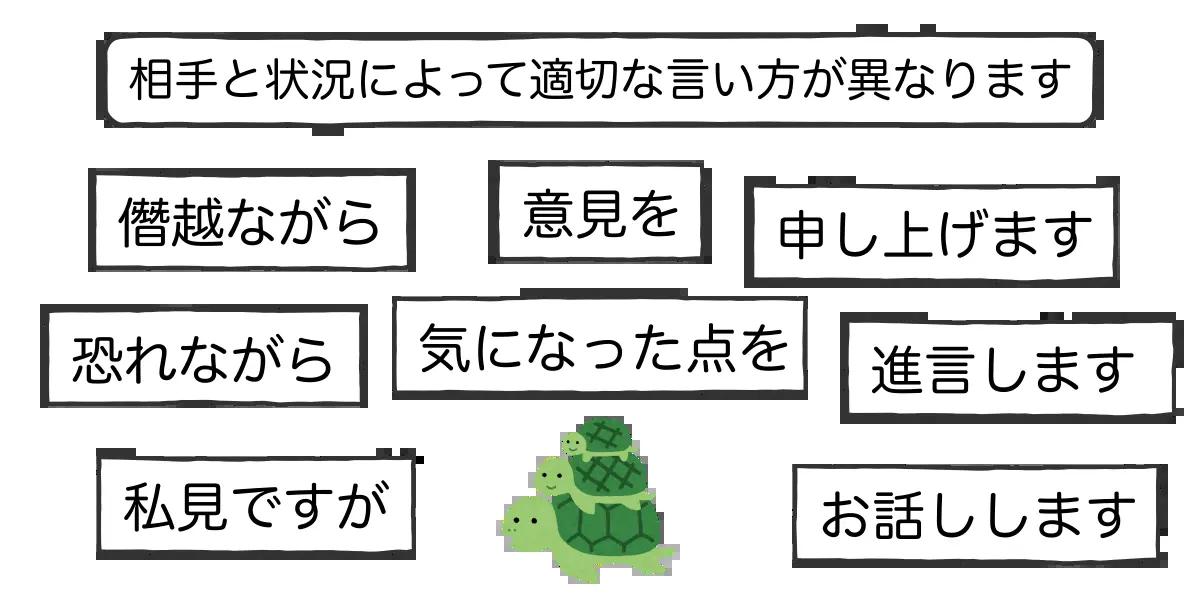 相手と状況によって適切な言い方が異なります
僭越ながら
意見を
申し上げます
恐れながら
気になった点を
進言します
私見ですが
お話しします